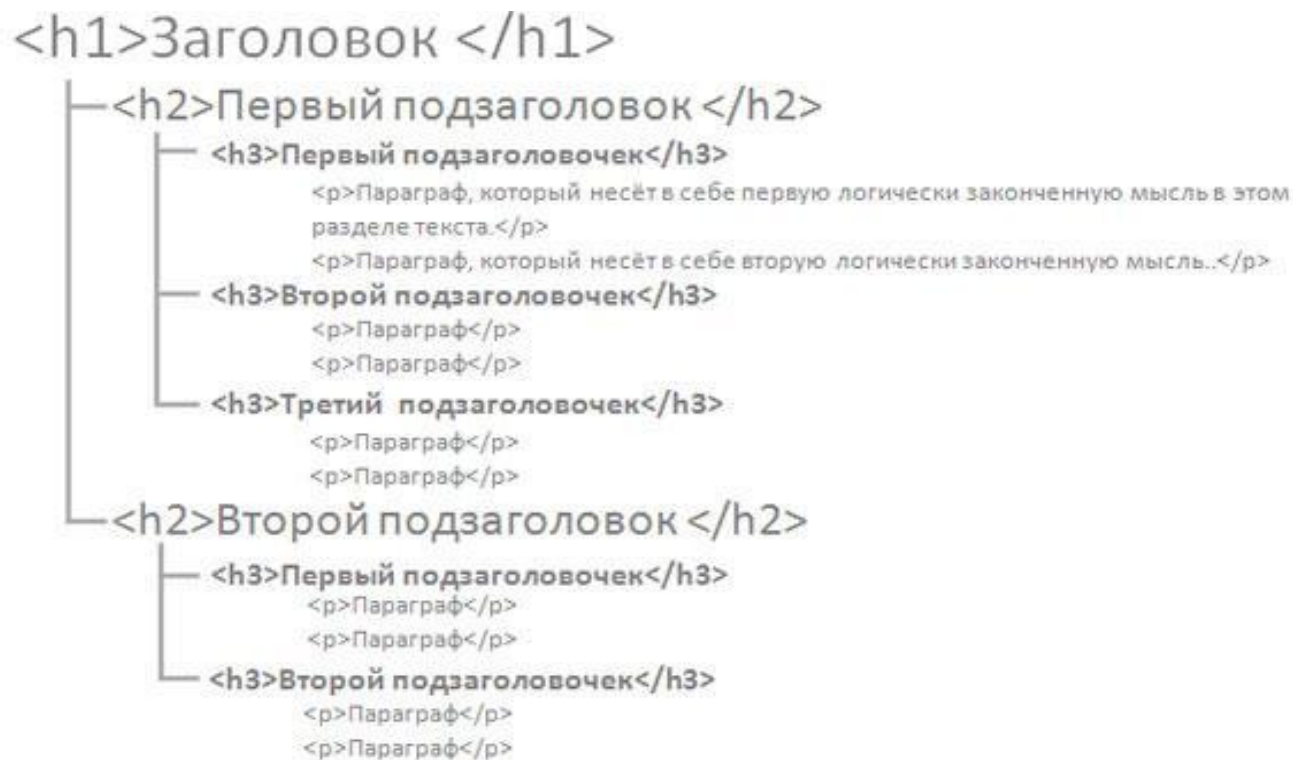 <h1>Заголовок </h1>
<h2>Первый подзаголовок </h2>
<h3>Первый подзаголовочек</h3>
<p>Параграф, который несёт в себе первую логически законченную мысль в этом
разделе текста.</p>
<p>Параграф, который несёт в себе вторую логически законченную мысль..</p>
<h3>Второй подзаголовочек</h3>
<p>Параграф</p>
<p>Параграф</p>
<h3>Третий подзаголовочек</h3>
<p>Параграф</p>
<p>Параграф</p>
<h2>Второй подзаголовок </h2>
<h3>Первый подзаголовочек</h3>
<p>Параграф</p>
<p>Параграф</p>
<h3>Второй подзаголовочек</h3>
<p>Параграф</p>
<p>Параграф</p>